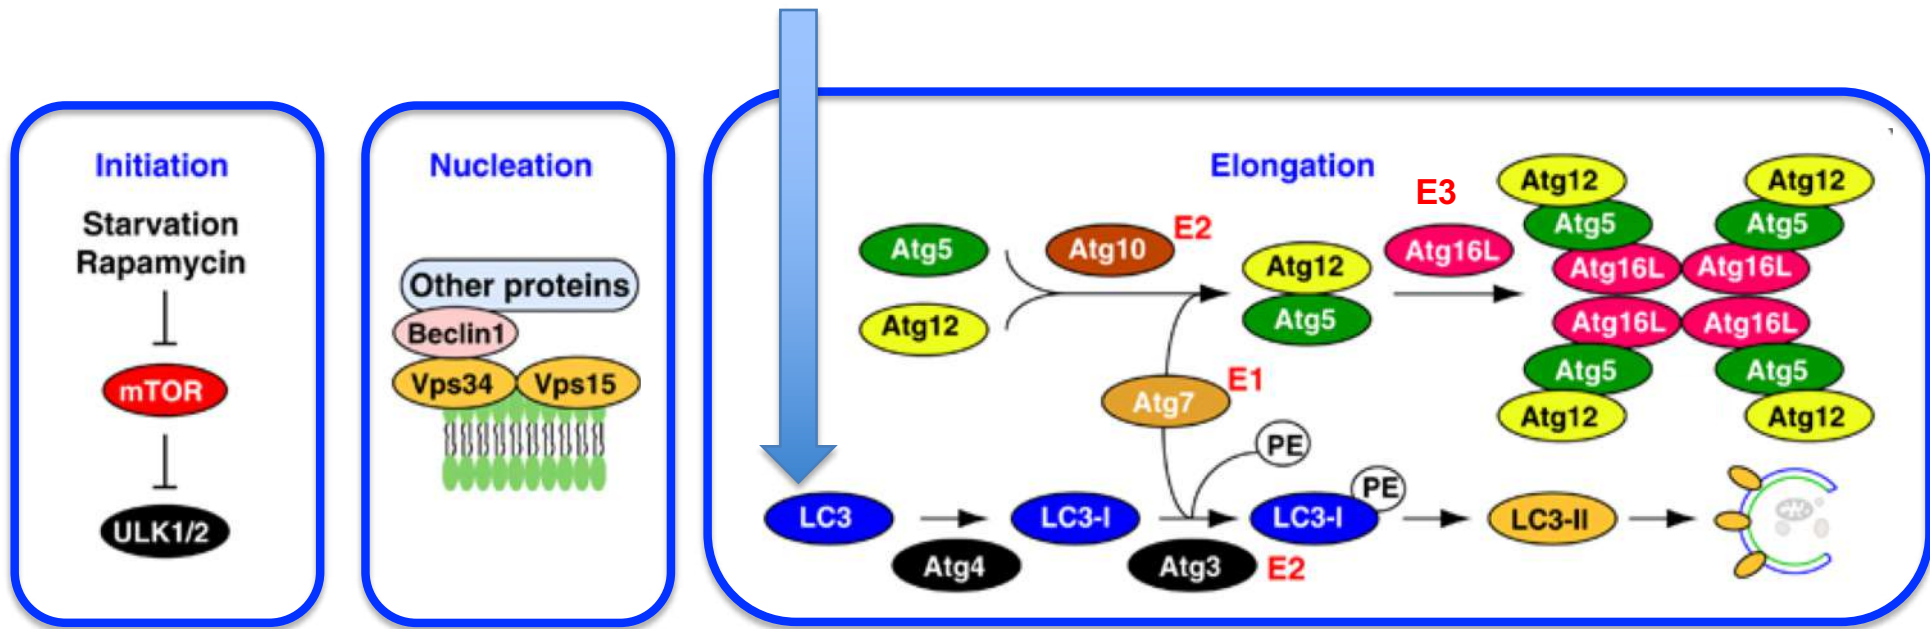 Initiation
Starvation
Rapamycin
mTOR
ULK1/2
Nucleation
Other proteins
Beclin1
Vps34
Vps15
Elongation
E3
Atg5
Atg10
E2
Atg12
Atg12
Atg5
Atg7
E1
Atg16L
Atg12
Atg12
Atg5
Atg5
Atg16L
Atg16L
Atg16L
Atg16L
Atg5
Atg5
Atg12
Atg12
PE
LC3
Atg4
LC3-I
Atg3
E2
LC3-I
PE
LC3-II